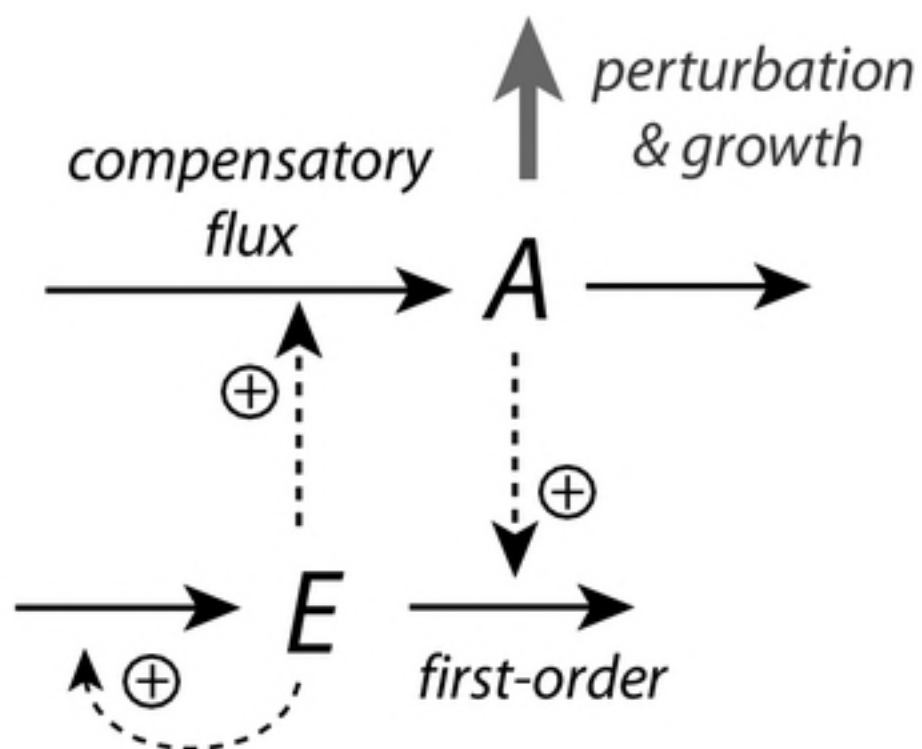 perturbation
& growth
compensatory
flux
A
+
+
E
+
first-order